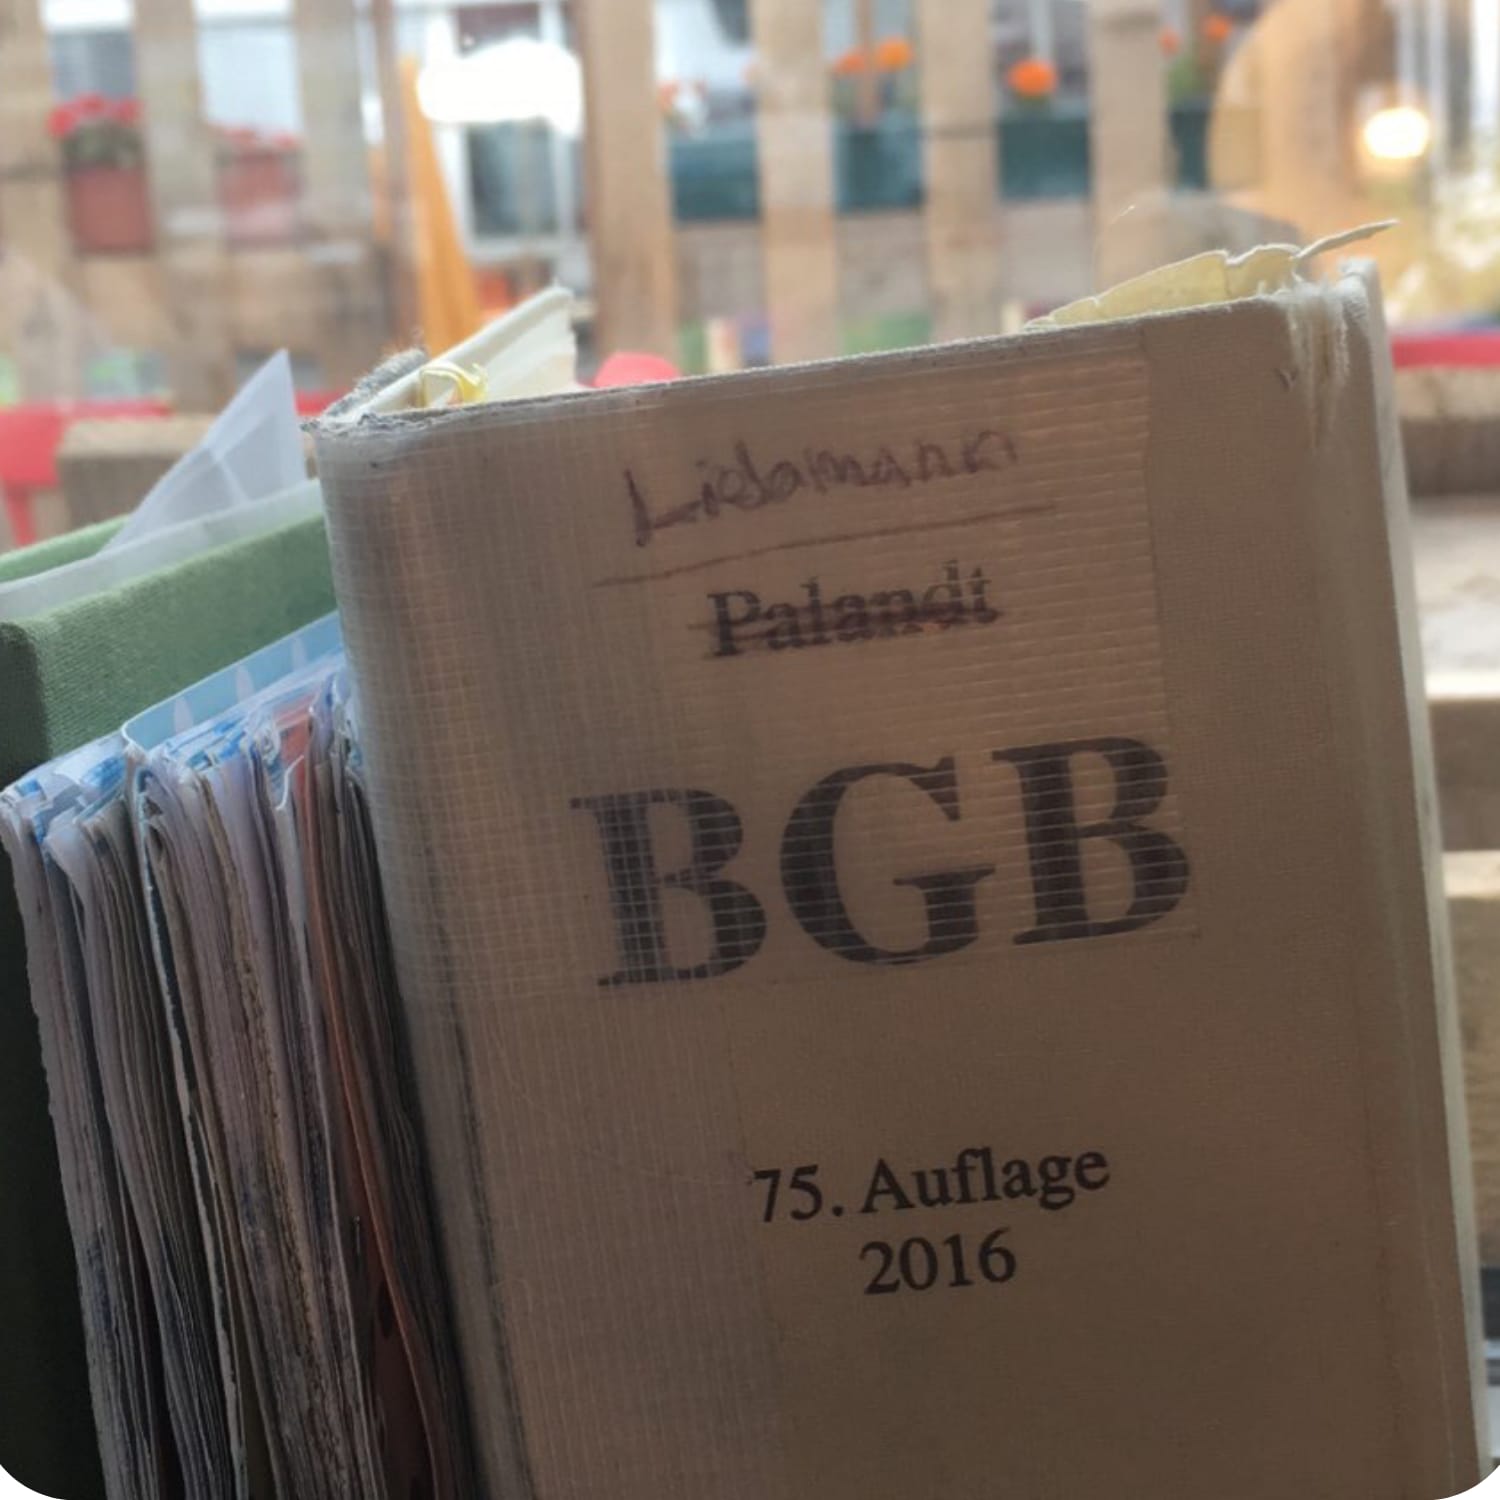 Liebmann
Palandt
BGB
75. Auflage
2016